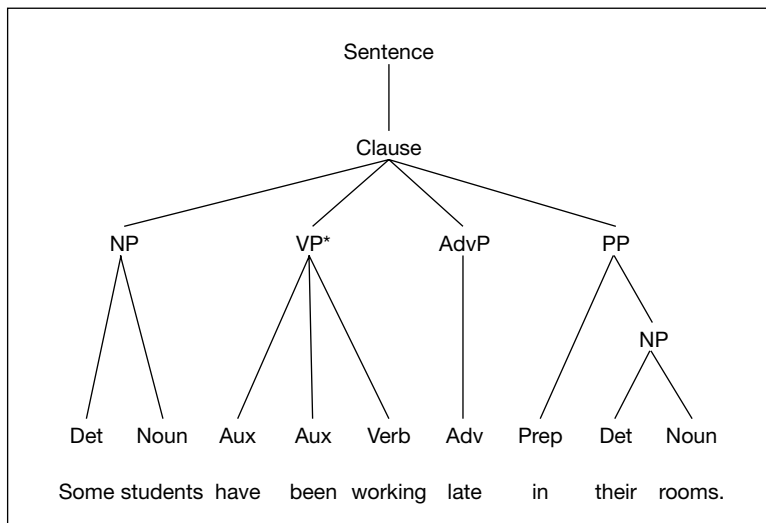 Sentence
Clause
NP VP* AdvP PP
NP
Det Noun Aux Aux Verb Adv Prep Det Noun
Some students have been working late in their rooms.